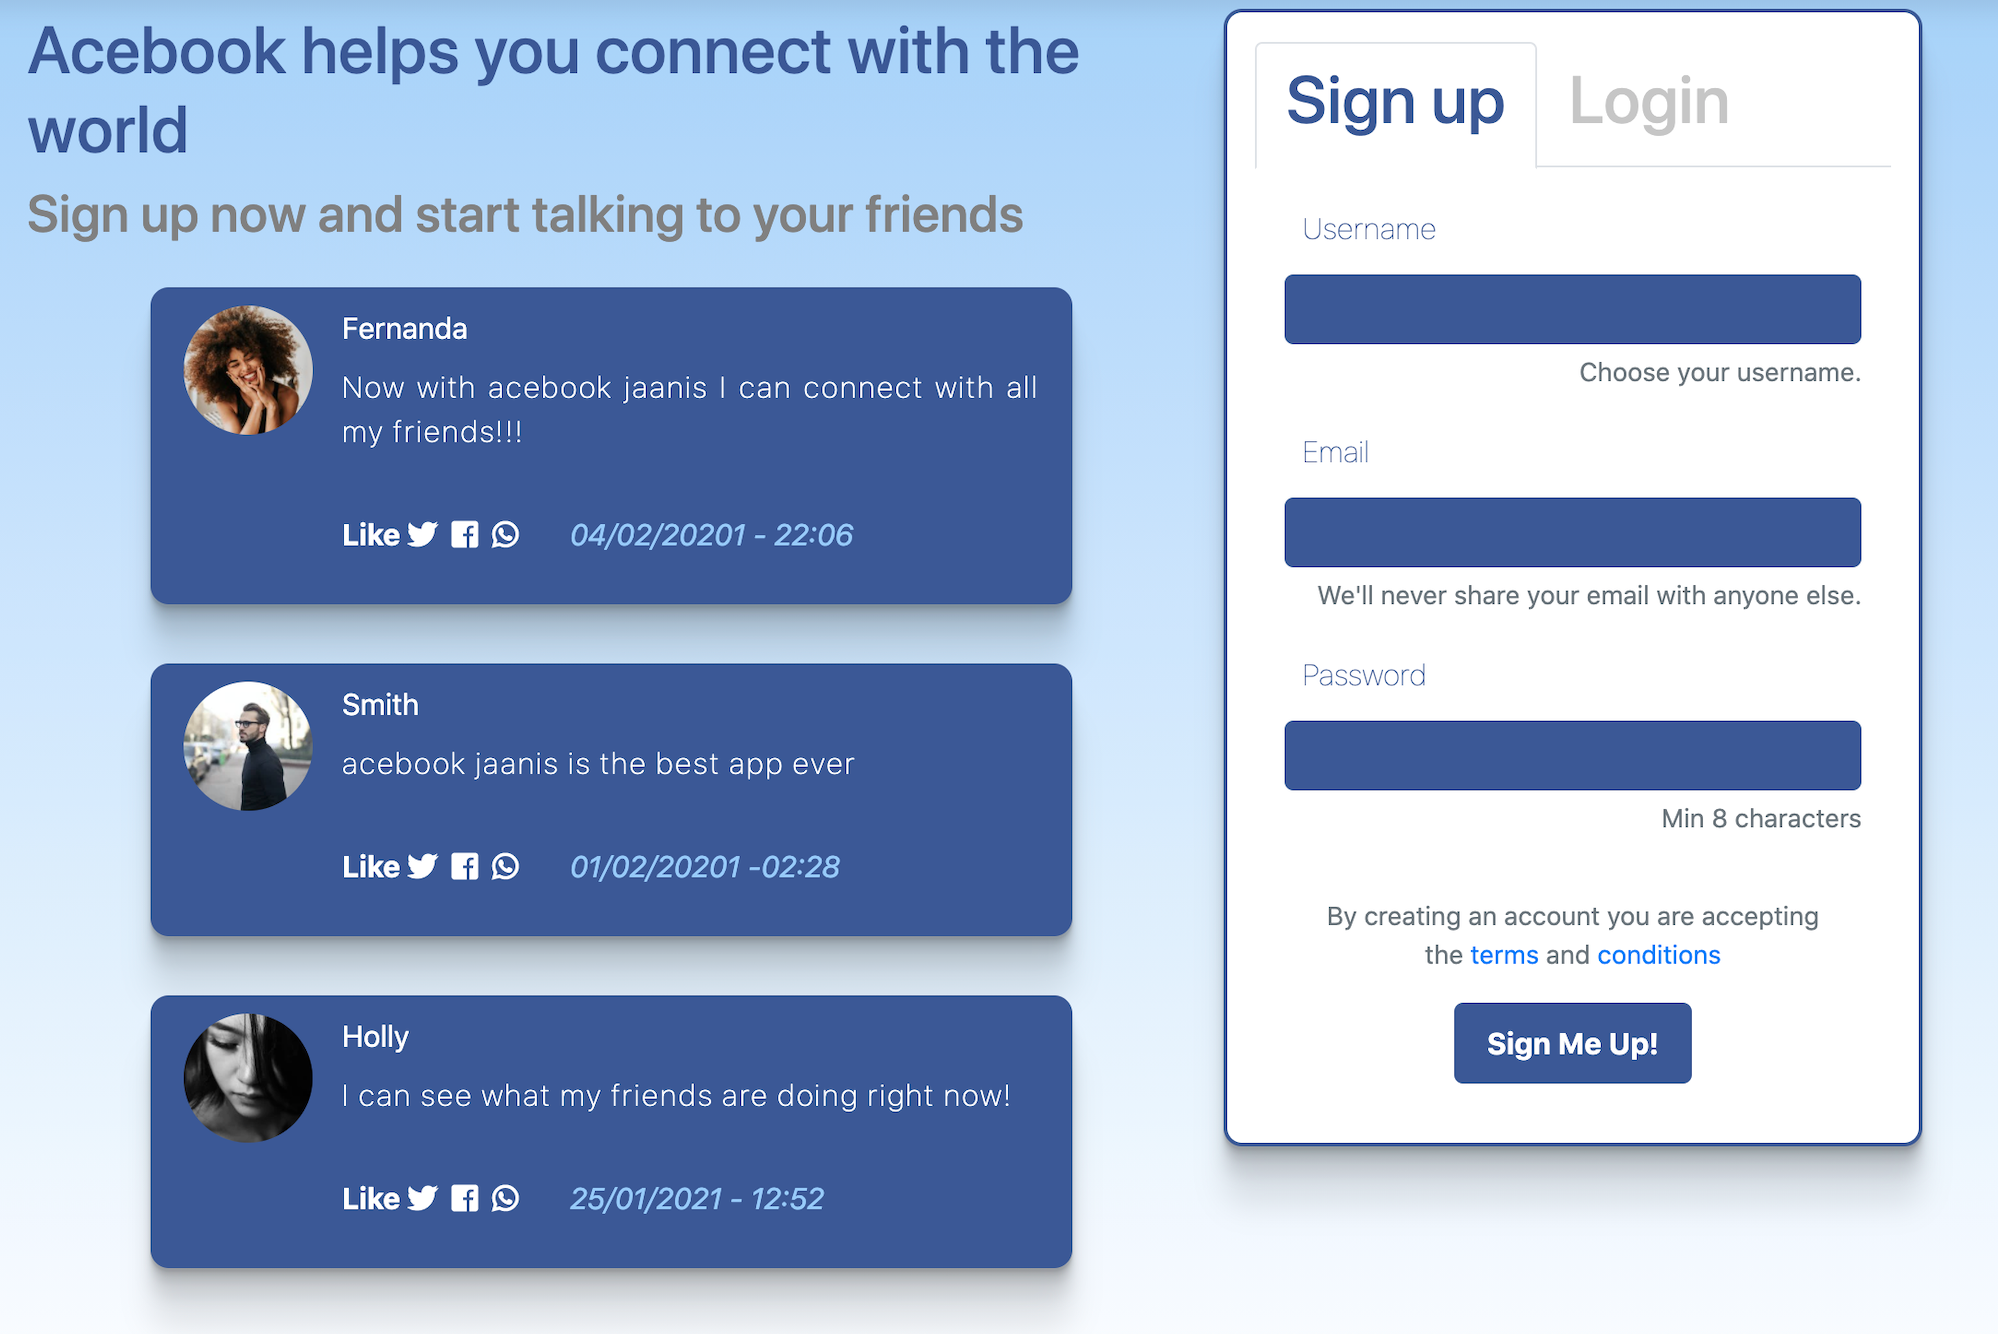 Acebook helps you connect with the
world
Sign up now and start talking to your friends
Fernanda
Now with acebook jaanis I can connect with all
my friends!!!
Like 04/02/20201 - 22:06
Smith
acebook jaanis is the best app ever
Like 01/02/20201 -02:28
Holly
I can see what my friends are doing right now!
Like 25/01/2021 - 12:52
Sign up Login
Username
Choose your username.
Email
We'll never share your email with anyone else.
Password
Min 8 characters
By creating an account you are accepting
the terms and conditions
Sign Me Up!